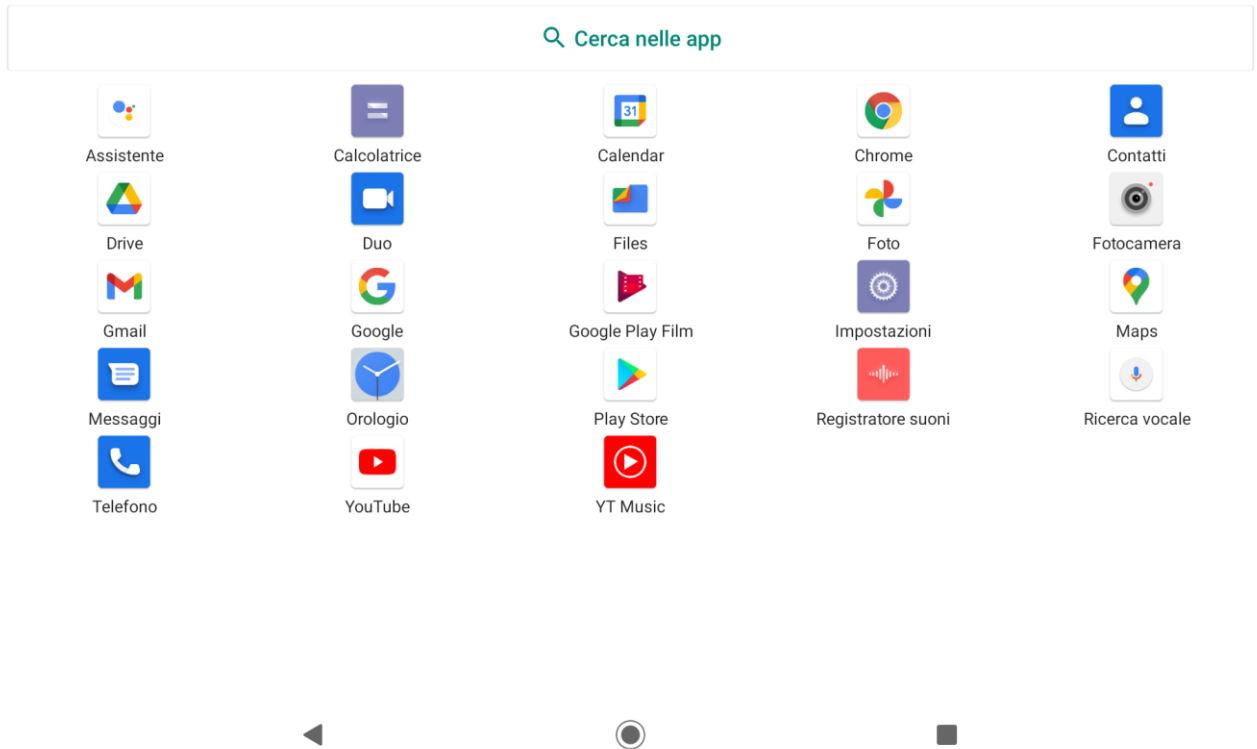 Cerca nelle app
Assistente
Calcolatrice
Calendar
Chrome
Contatti
Drive
Duo
Files
Foto
Fotocamera
Gmail
Google
Google Play Film
Impostazioni
Maps
Messaggi
Orologio
Play Store
Registratore suoni
Ricerca vocale
Telefono
YouTube
YT Music
31